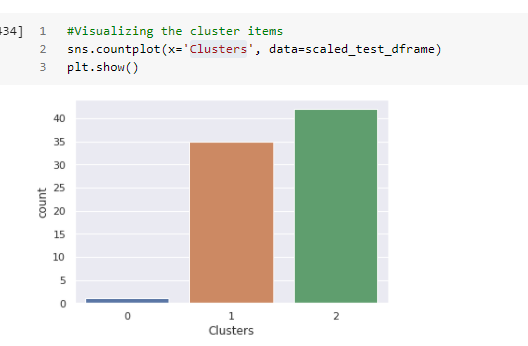 434] 1 #Visualizing the cluster items
2 sns.countplot(x='Clusters', data=scaled_test_dframe)
3 plt.show()
40
35
30
25
20
15
10
5
0
count
0 1 2
Clusters